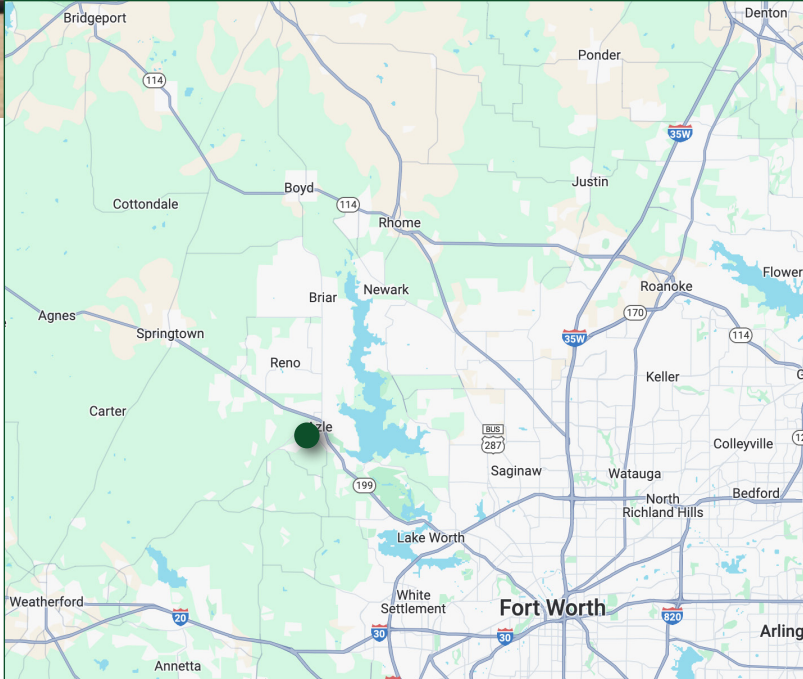 Bridgeport
Denton
Ponder
114
35W
Justin
Boyd
Cottondale
114
Rhome
Flower
Roanoke
Newark
Briar
170
Agnes
Springtown
114
35W
Reno
Keller
G
Carter
zle
BUS
287
12
Colleyville
Saginaw
Watauga
199
Bedford
North
Richland Hills
Lake Worth
White
Settlement
Weatherford
Fort Worth
20
820
30
30
Arling
Annetta